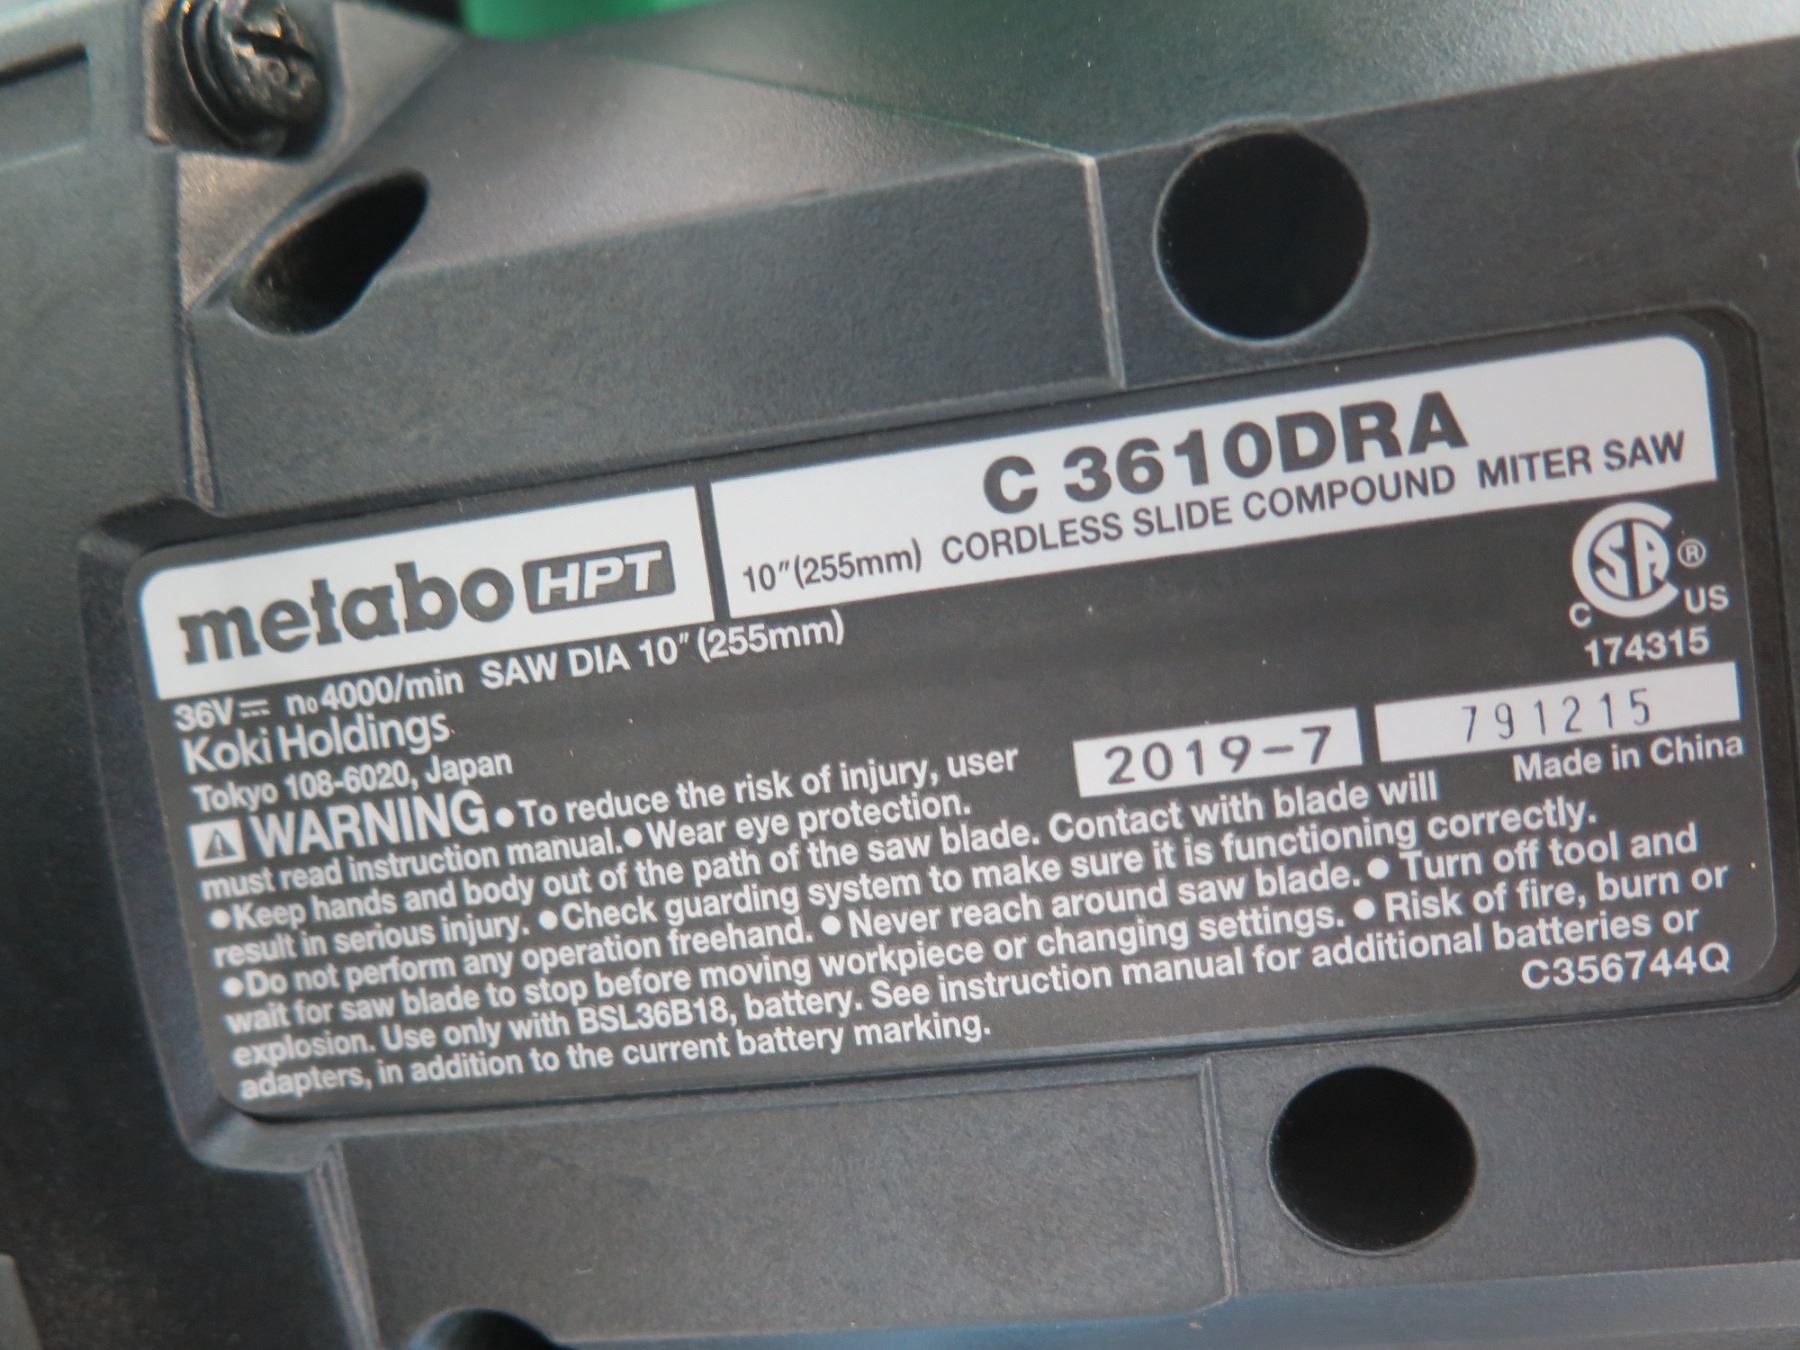 metabo HPT
C 3610DRA
10"(255mm) CORDLESS SLIDE COMPOUND MITER SAW
36V⎓ n₀4000/min SAW DIA 10"(255mm)
Koki Holdings
Tokyo 108-6020, Japan
CSA®
C US
174315
2019-7
791215
Made in China
⚠WARNING •To reduce the risk of injury, user
must read instruction manual.•Wear eye protection.
•Keep hands and body out of the path of the saw blade. Contact with blade will
result in serious injury. •Check guarding system to make sure it is functioning correctly.
•Do not perform any operation freehand. •Never reach around saw blade. •Turn off tool and
wait for saw blade to stop before moving workpiece or changing settings. •Risk of fire, burn or
explosion. Use only with BSL36B18, battery. See instruction manual for additional batteries or
adapters, in addition to the current battery marking.
C356744Q